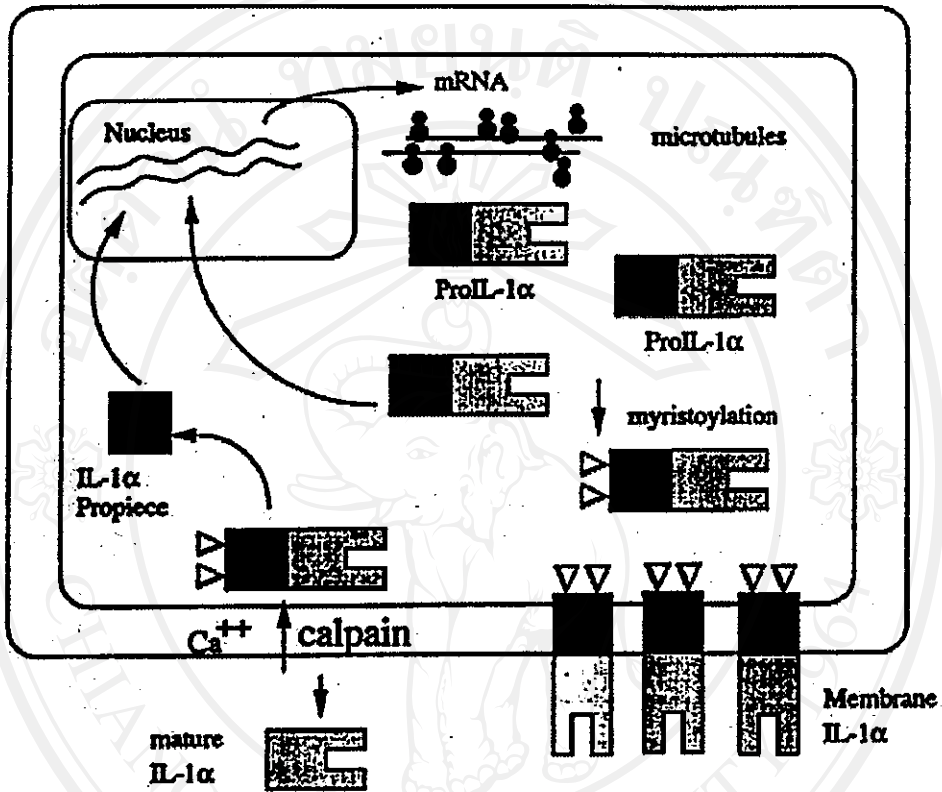 mRNA
Nucleus
microtubules
ProIL-1α
ProIL-1α
myristoylation
IL-1α
Propiece
Ca++ calpain
Membrane
IL-1α
mature
IL-1α